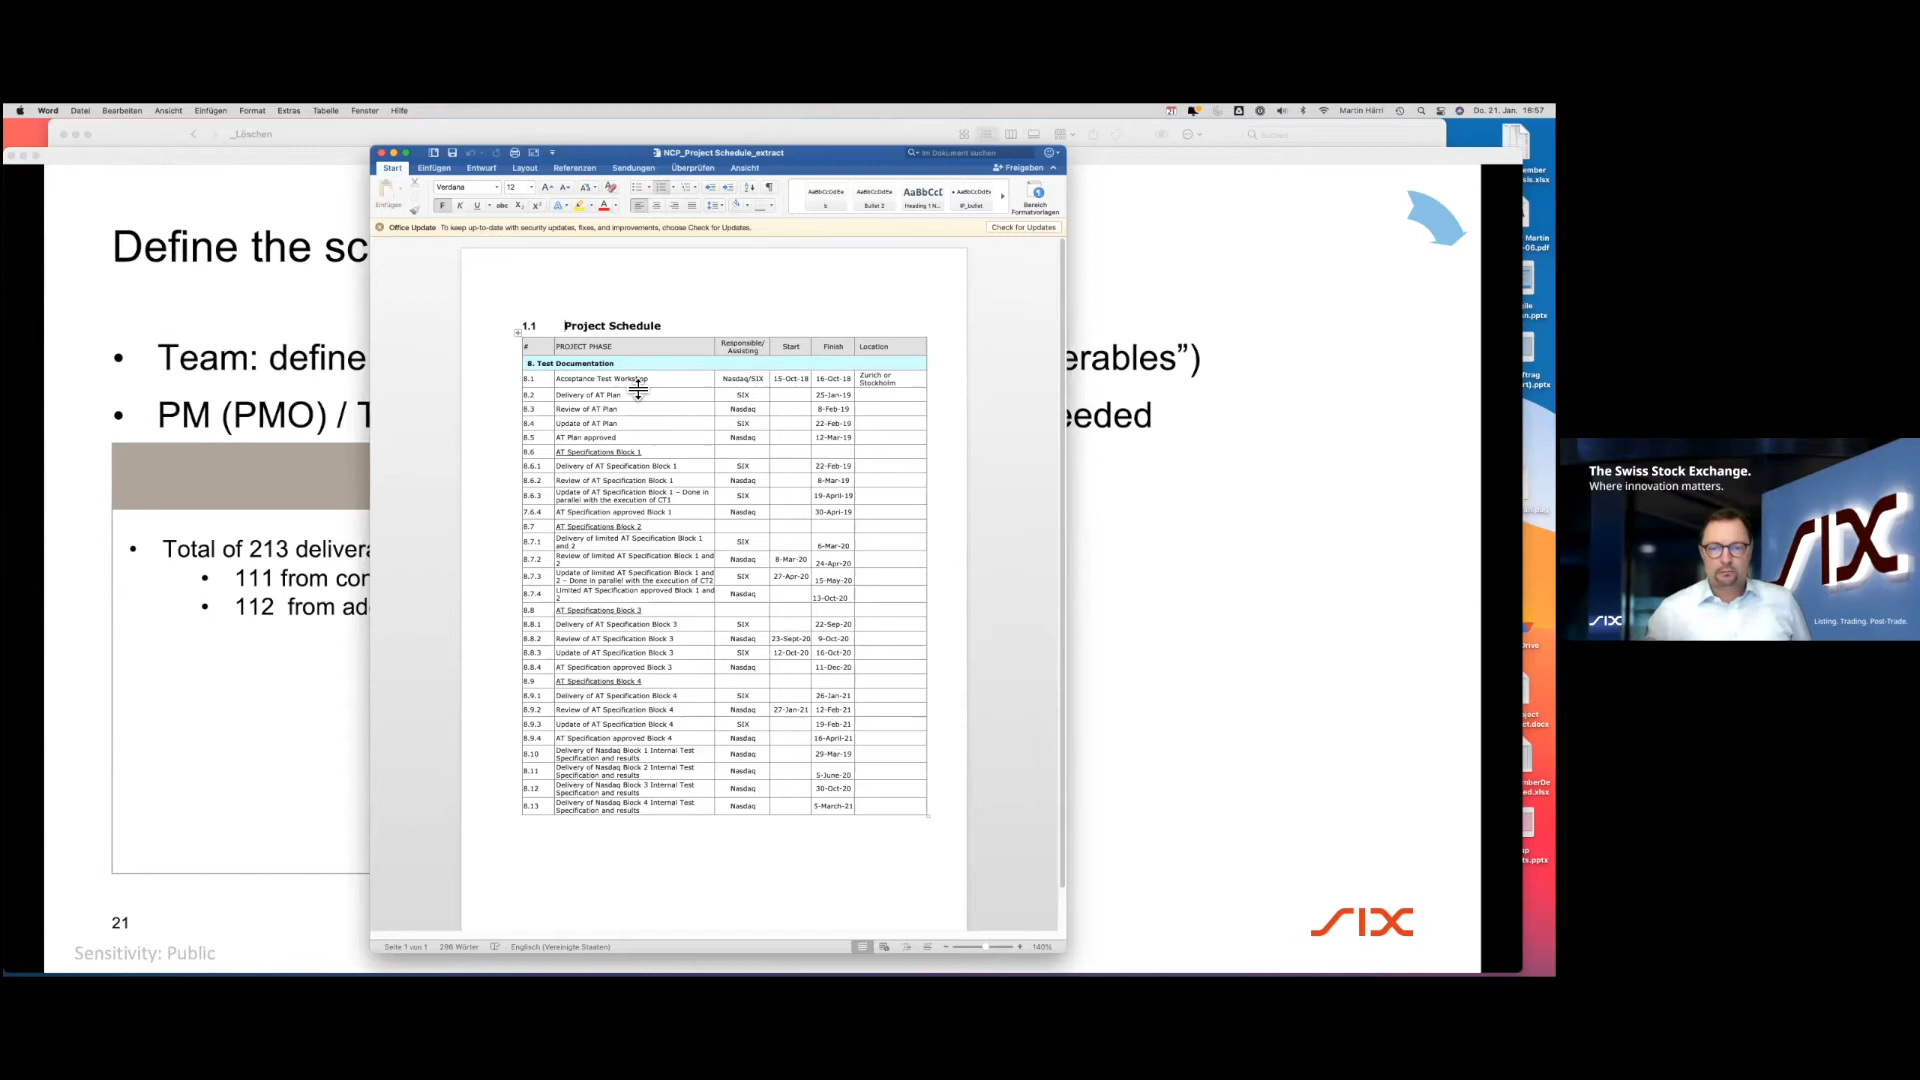 Word Datei Bearbeiten Ansicht Einfügen Format Extras Tabelle Fenster Hilfe
Martin Härri Do. 21. Jan. 18:57
_Löschen
Suchen
NCP_Project Schedule_extract
Im Dokument suchen
Start Einfügen Entwurf Layout Referenzen Sendungen Überprüfen Ansicht
Freigeben
Einfügen
Verdana 12
F K U abc X₂ X²
AaBbCcDdEe AaBbCcDdEe AaBbCcI AaBbCcDdEe
b Bullet 2 Heading 1 N... IP_bullet
Bereich Formatvorlagen
Office Update To keep up-to-date with security updates, fixes, and improvements, choose Check for Updates.
Check for Updates
Define the sc
• Team: define
erables”)
• PM (PMO) / T
eeded
• Total of 213 delivera
• 111 from con
• 112 from ad
21
Sensitivity: Public
1.1 Project Schedule
# PROJECT PHASE Responsible/ Assisting Start Finish Location
8. Test Documentation
8.1 Acceptance Test Workshop Nasdaq/SIX 15-Oct-18 16-Oct-18 Zurich or Stockholm
8.2 Delivery of AT Plan SIX 25-Jan-19
8.3 Review of AT Plan Nasdaq 8-Feb-19
8.4 Update of AT Plan SIX 22-Feb-19
8.5 AT Plan approved Nasdaq 12-Mar-19
8.6 AT Specifications Block 1
8.6.1 Delivery of AT Specification Block 1 SIX 22-Feb-19
8.6.2 Review of AT Specification Block 1 Nasdaq 8-Mar-19
8.6.3 Update of AT Specification Block 1 – Done in parallel with the execution of CT1 SIX 19-April-19
7.6.4 AT Specification approved Block 1 Nasdaq 30-Apri-19
8.7 AT Specifications Block 2
8.7.1 Delivery of limited AT Specification Block 1 and 2 SIX 6-Mar-20
8.7.2 Review of limited AT Specification Block 1 and 2 Nasdaq 8-Mar-20 24-Apr-20
8.7.3 Update of limited AT Specification Block 1 and 2 – Done in parallel with the execution of CT2 SIX 27-Apr-20 15-May-20
8.7.4 Limited AT Specification approved Block 1 and 2 Nasdaq 13-Oct-20
8.8 AT Specifications Block 3
8.8.1 Delivery of AT Specification Block 3 SIX 22-Sep-20
8.8.2 Review of AT Specification Block 3 Nasdaq 23-Sept-20 9-Oct-20
8.8.3 Update of AT Specification Block 3 SIX 12-Oct-20 16-Oct-20
8.8.4 AT Specification approved Block 3 Nasdaq 11-Dec-20
8.9 AT Specifications Block 4
8.9.1 Delivery of AT Specification Block 4 SIX 26-Jan-21
8.9.2 Review of AT Specification Block 4 Nasdaq 27-Jan-21 12-Feb-21
8.9.3 Update of AT Specification Block 4 SIX 19-Feb-21
8.9.4 AT Specification approved Block 4 Nasdaq 16-April-21
8.10 Delivery of Nasdaq Block 1 Internal Test Specification and results Nasdaq 29-Mar-19
8.11 Delivery of Nasdaq Block 2 Internal Test Specification and results Nasdaq 5-June-20
8.12 Delivery of Nasdaq Block 3 Internal Test Specification and results Nasdaq 30-Oct-20
8.13 Delivery of Nasdaq Block 4 Internal Test Specification and results Nasdaq 5-March-21
Seite 1 von 1 296 Wörter Englisch (Vereinigte Staaten) 140%
SIX
Martin
-06.pdf
The Swiss Stock Exchange.
Where innovation matters.
SIX
SIX
Listing. Trading. Post-Trade.